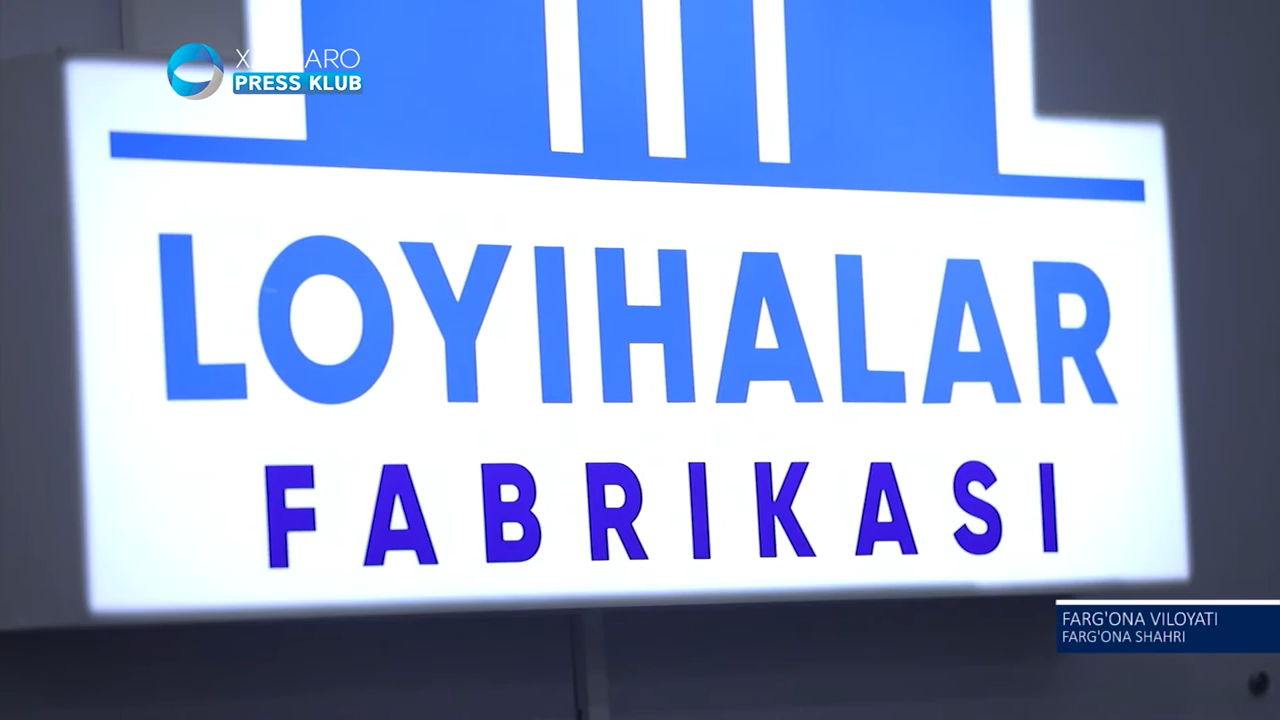 PRESS KLUB
LOYIHALAR
FABRIKASI
FARG'ONA VILOYATI
FARG'ONA SHAHRI